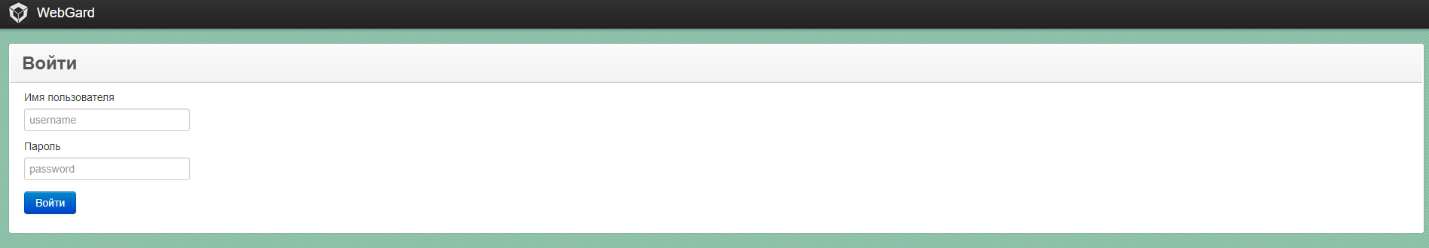 WebGard
Войти
Имя пользователя
username
Пароль
password
Войти